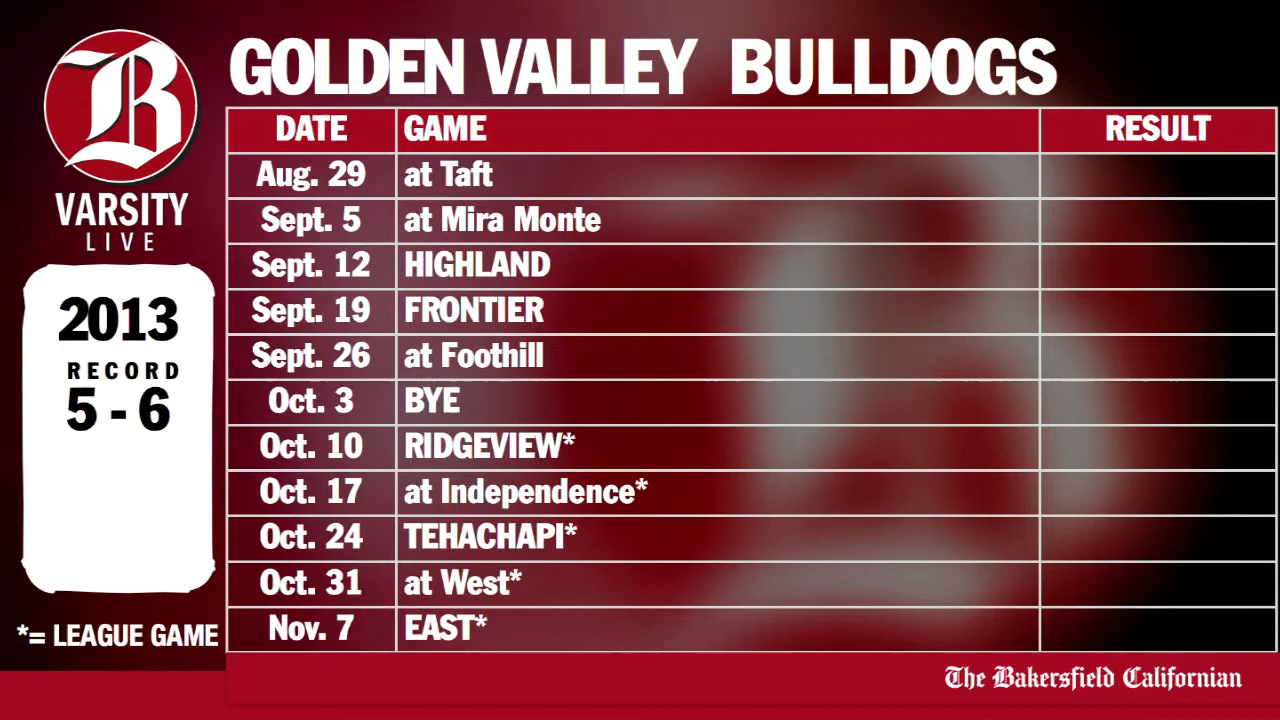 B
VARSITY
LIVE
2013
RECORD
5 - 6
*= LEAGUE GAME
GOLDEN VALLEY BULLDOGS
DATE GAME RESULT
Aug. 29 at Taft
Sept. 5 at Mira Monte
Sept. 12 HIGHLAND
Sept. 19 FRONTIER
Sept. 26 at Foothill
Oct. 3 BYE
Oct. 10 RIDGEVIEW*
Oct. 17 at Independence*
Oct. 24 TEHACHAPI*
Oct. 31 at West*
Nov. 7 EAST*
The Bakersfield Californian